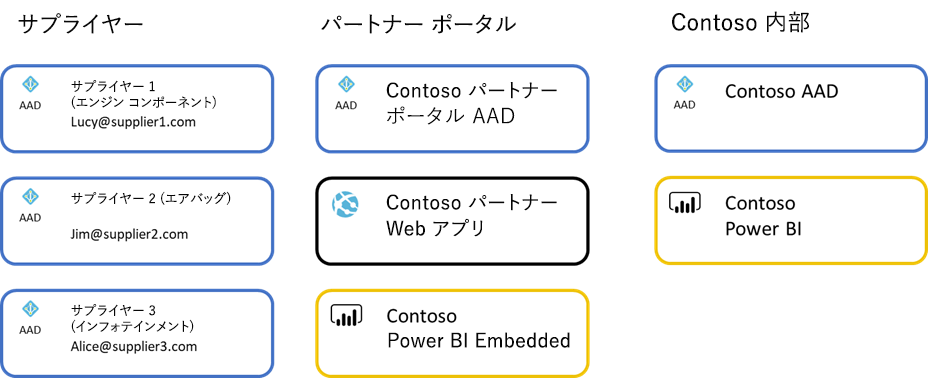 サプライヤー
AAD
サプライヤー 1
(エンジン コンポーネント)
Lucy@supplier1.com
AAD
サプライヤー 2 (エアバッグ)
Jim@supplier2.com
AAD
サプライヤー 3
(インフォテインメント)
Alice@supplier3.com
パートナー ポータル
AAD
Contoso パートナー
ポータル AAD
Contoso パートナー
Web アプリ
Contoso
Power BI Embedded
Contoso 内部
AAD
Contoso AAD
Contoso
Power BI